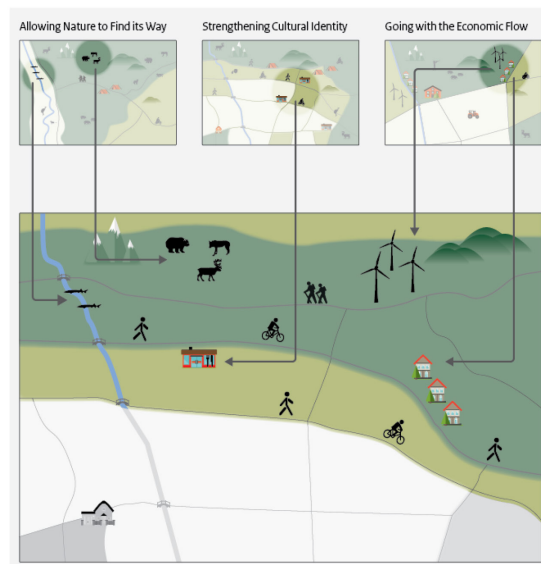 Allowing Nature to Find its Way
Strengthening Cultural Identity
Going with the Economic Flow